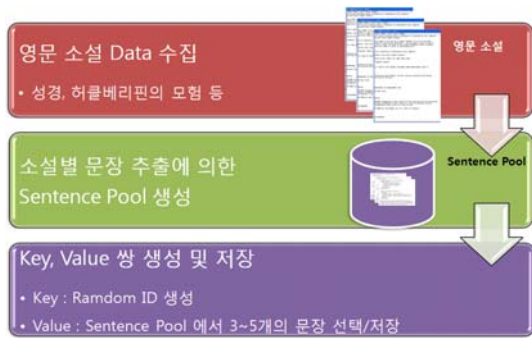 영문 소설 Data 수집
영문 소설
• 성경, 허클베리핀의 모험 등
소설별 문장 추출에 의한
Sentence Pool 생성
Sentence Pool
Key, Value 쌍 생성 및 저장
• Key : Ramdom ID 생성
• Value : Sentence Pool 에서 3~5개의 문장 선택/저장